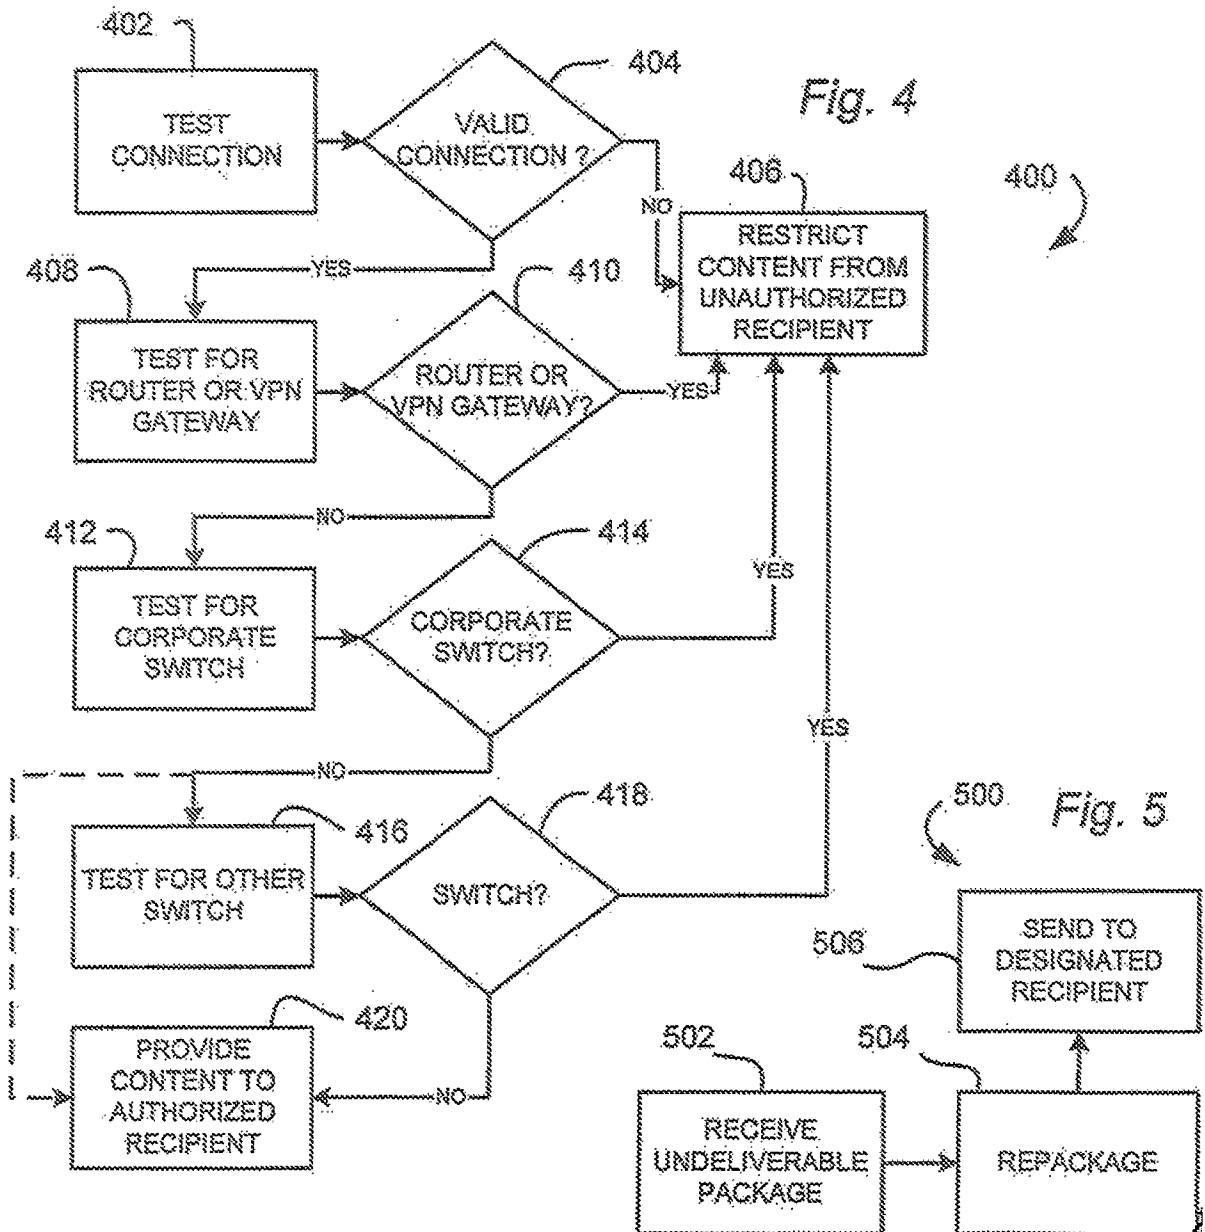 Fig. 4
400
402
TEST
CONNECTION
404
VALID
CONNECTION ?
NO
YES
406
RESTRICT
CONTENT FROM
UNAUTHORIZED
RECIPIENT
408
TEST FOR
ROUTER OR VPN
GATEWAY
410
ROUTER OR
VPN GATEWAY?
YES
NO
412
TEST FOR
CORPORATE
SWITCH
414
CORPORATE
SWITCH?
YES
NO
416
TEST FOR OTHER
SWITCH
418
SWITCH?
YES
NO
420
PROVIDE
CONTENT TO
AUTHORIZED
RECIPIENT
Fig. 5
500
502
RECEIVE
UNDELIVERABLE
PACKAGE
504
REPACKAGE
506
SEND TO
DESIGNATED
RECIPIENT